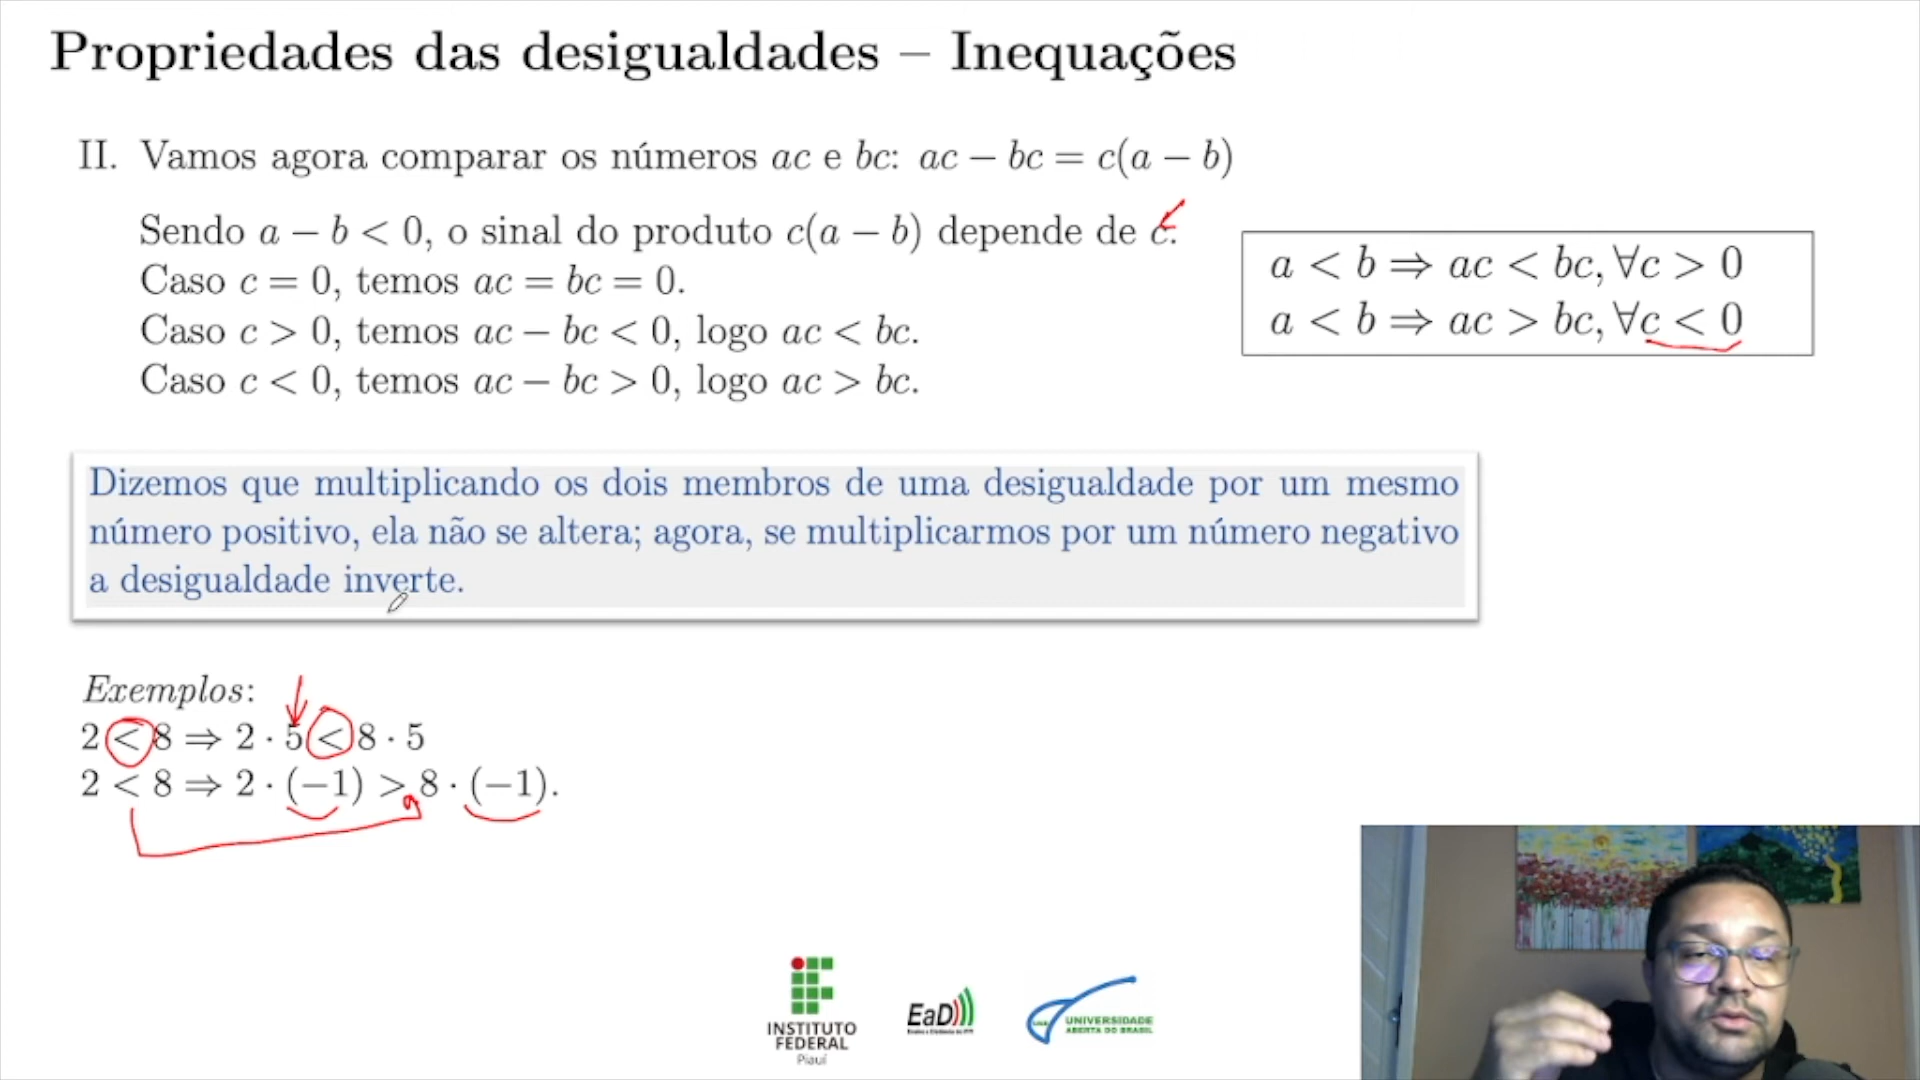 Propriedades das desigualdades – Inequações
II. Vamos agora comparar os números ac e bc: ac − bc = c(a − b)
Sendo a − b < 0, o sinal do produto c(a − b) depende de c.
Caso c = 0, temos ac = bc = 0.
Caso c > 0, temos ac − bc < 0, logo ac < bc.
Caso c < 0, temos ac − bc > 0, logo ac > bc.
a < b ⇒ ac < bc, ∀c > 0
a < b ⇒ ac > bc, ∀c < 0
Dizemos que multiplicando os dois membros de uma desigualdade por um mesmo
número positivo, ela não se altera; agora, se multiplicarmos por um número negativo
a desigualdade inverte.
Exemplos:
2 < 8 ⇒ 2 · 5 < 8 · 5
2 < 8 ⇒ 2 · (−1) > 8 · (−1).
INSTITUTO
FEDERAL
Piauí
EaD
UNIVERSIDADE
ABERTA DO BRASIL